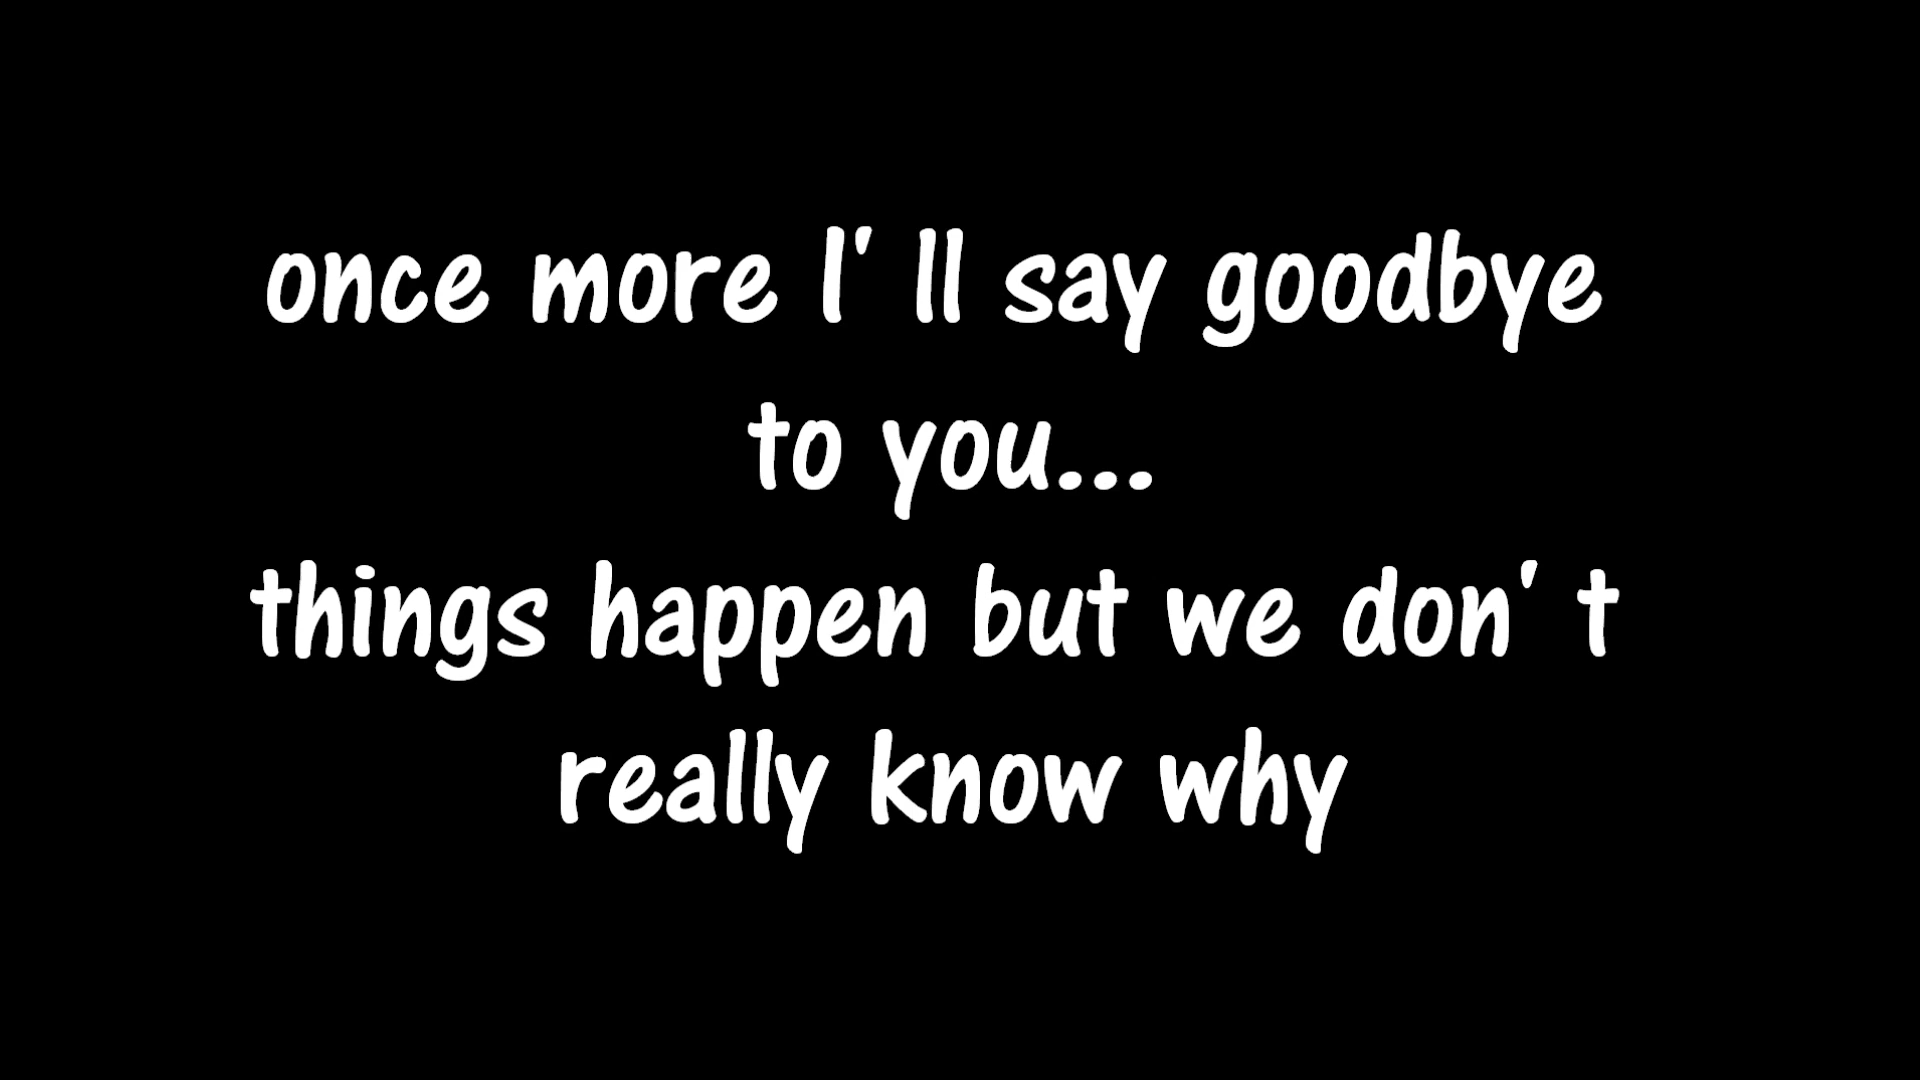 once more I' ll say goodbye
to you...
things happen but we don' t
really know why